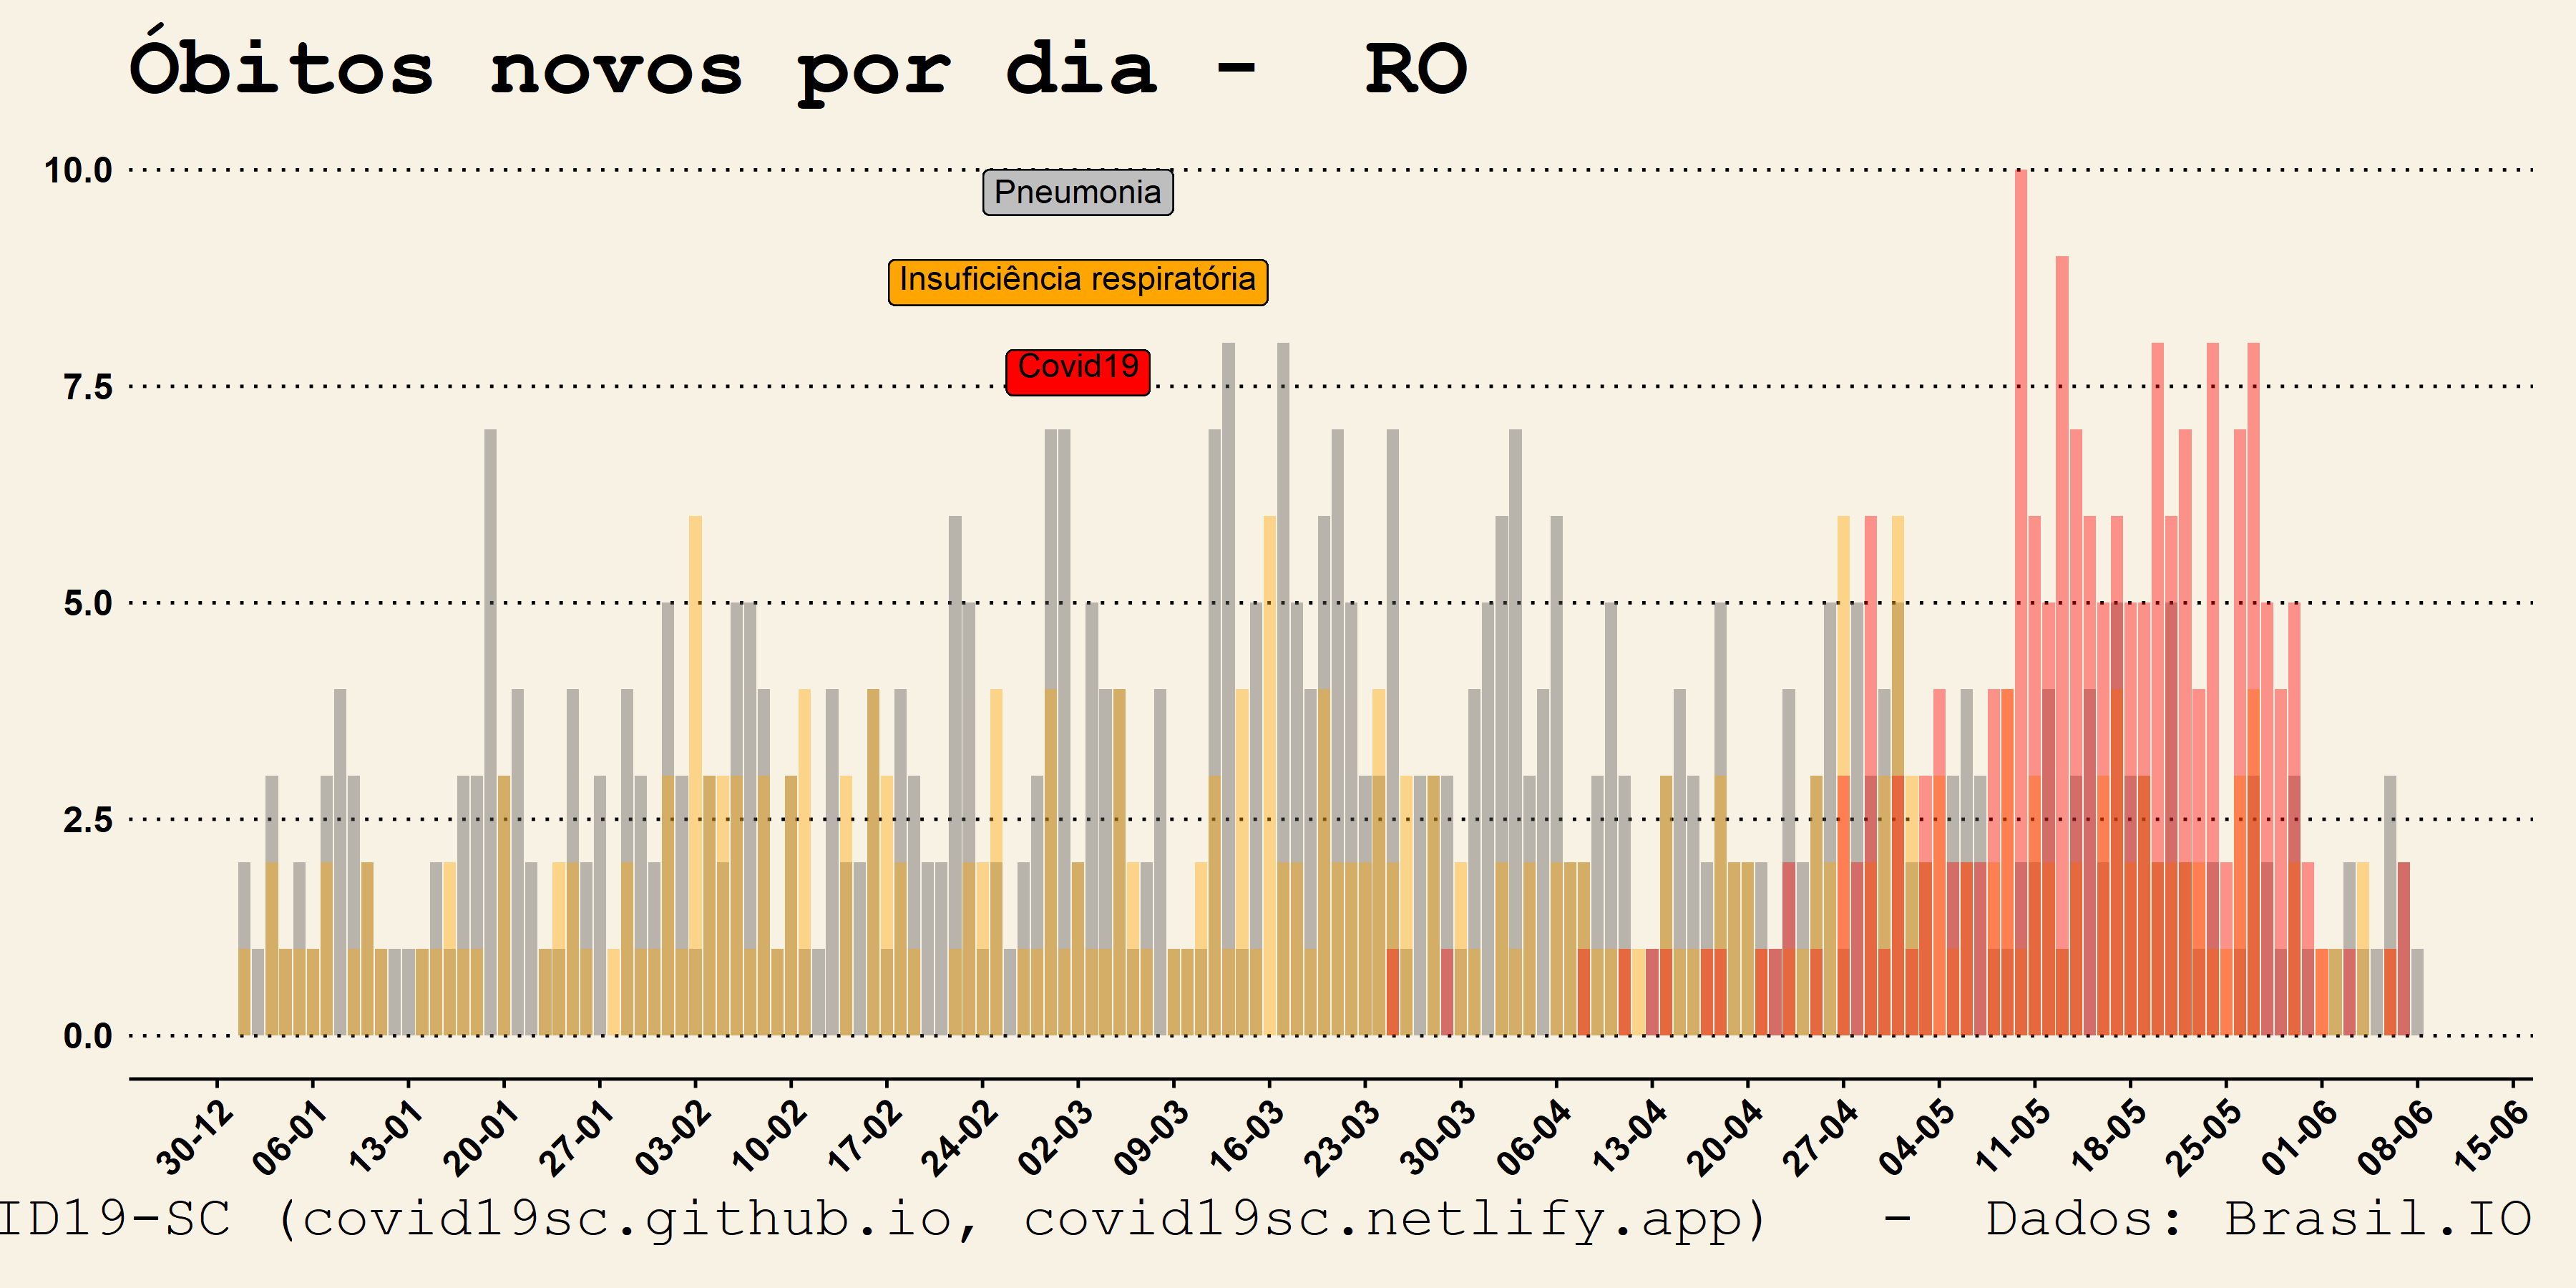 Óbitos novos por dia - RO
10.0
Pneumonia
Insuficiência respiratória
Covid19
7.5
5.0
2.5
0.0
30-12 06-01 13-01 20-01 27-01 03-02 10-02 17-02 24-02 02-03 09-03 16-03 23-03 30-03 06-04 13-04 20-04 27-04 04-05 11-05 18-05 25-05 01-06 08-06 15-06
ID19-SC (covid19sc.github.io, covid19sc.netlify.app) - Dados: Brasil.IO